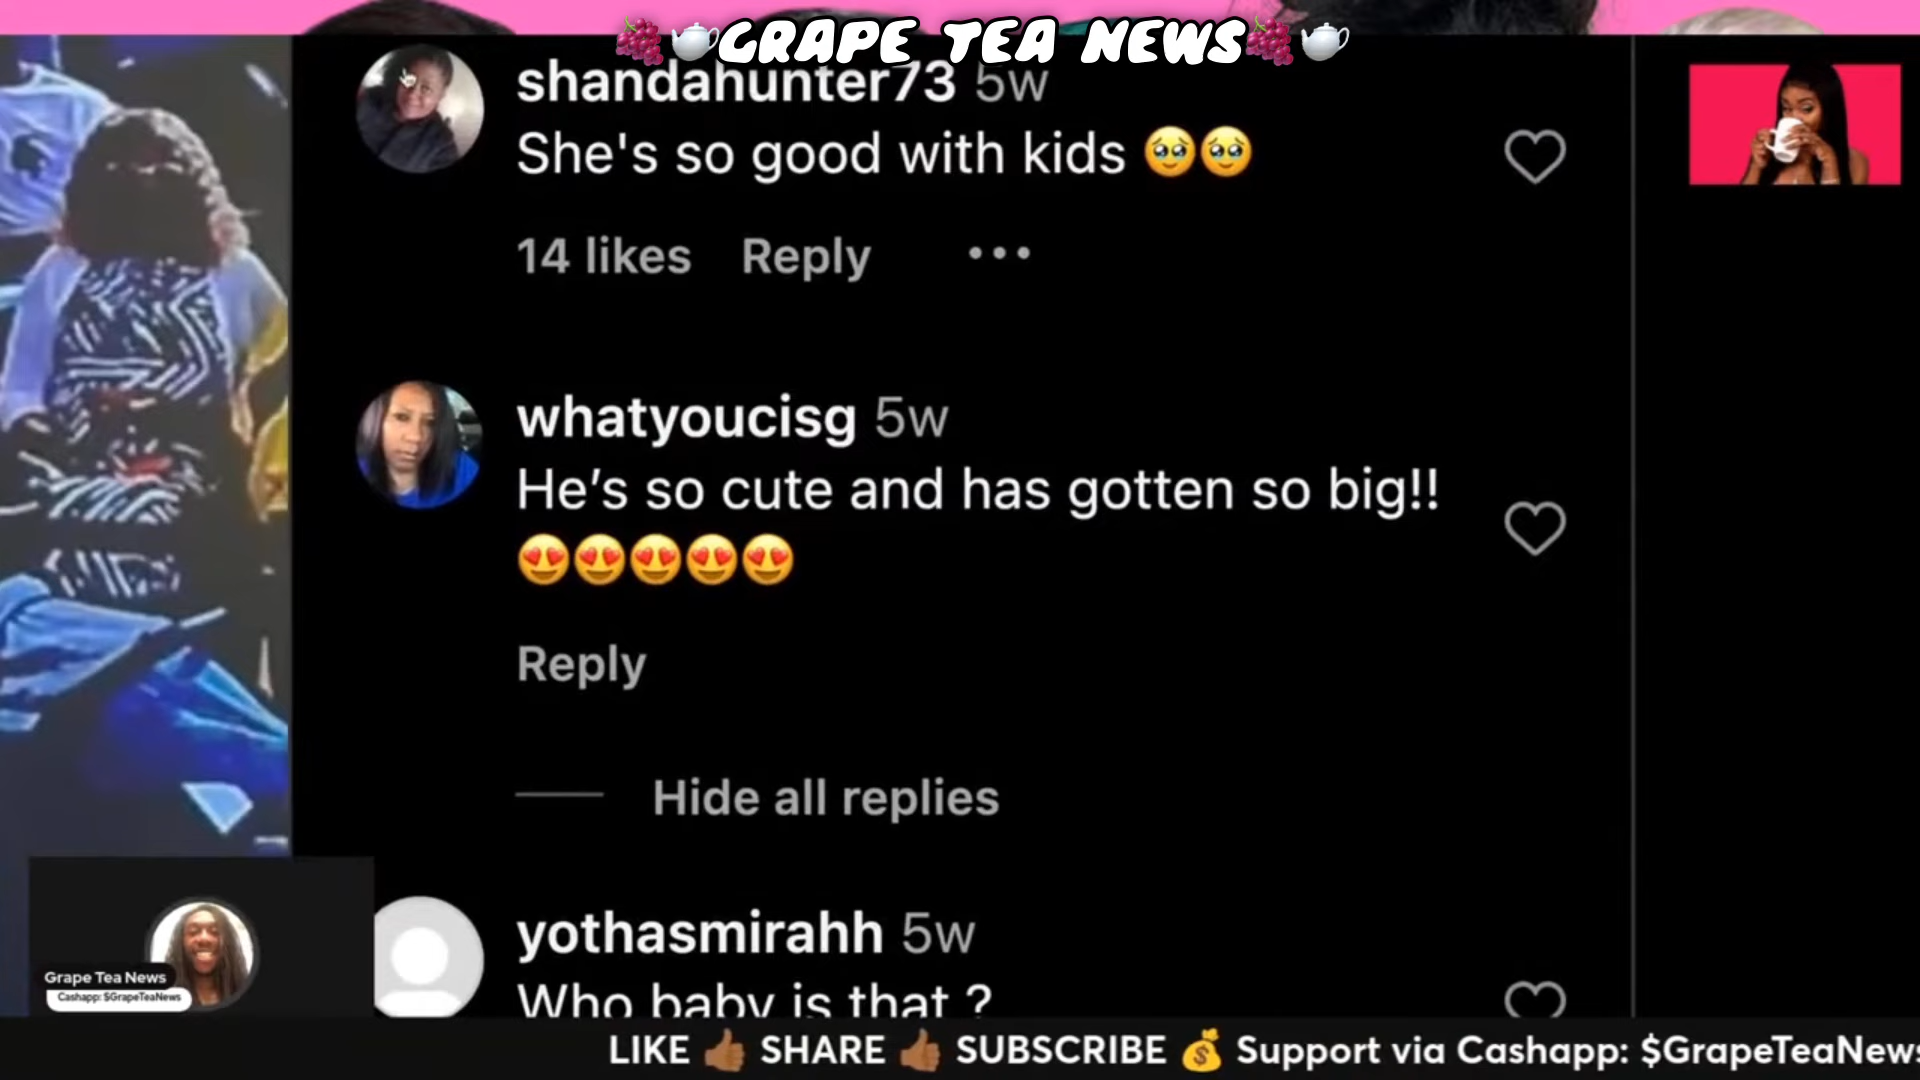 GRAPE TEA NEWS
shandahunter73 5w
She's so good with kids 🥹🥹
14 likes Reply
whatyoucisg 5w
He’s so cute and has gotten so big!!
😍😍😍😍😍
Reply
Hide all replies
yothasmirahh 5w
Who baby is that ?
Grape Tea News
Cashapp: $GrapeTeaNews
LIKE 👍🏾 SHARE 👍🏾 SUBSCRIBE 💰 Support via Cashapp: $GrapeTeaNews